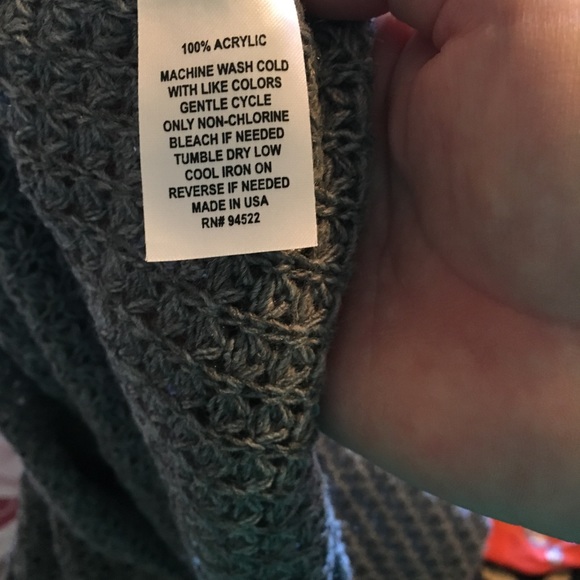 100% ACRYLIC
MACHINE WASH COLD
WITH LIKE COLORS
GENTLE CYCLE
ONLY NON-CHLORINE
BLEACH IF NEEDED
TUMBLE DRY LOW
COOL IRON ON
REVERSE IF NEEDED
MADE IN USA
RN# 94522